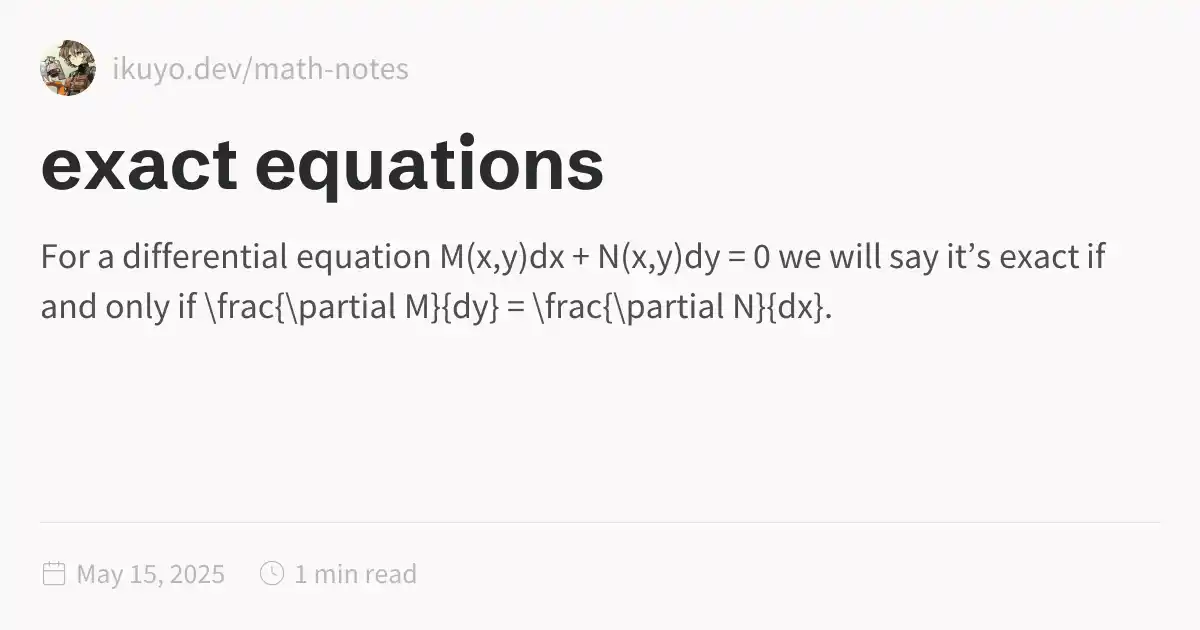 ikuyo.dev/math-notes
exact equations
For a differential equation M(x,y)dx + N(x,y)dy = 0 we will say it’s exact if
and only if \frac{\partial M}{dy} = \frac{\partial N}{dx}.
May 15, 2025
1 min read